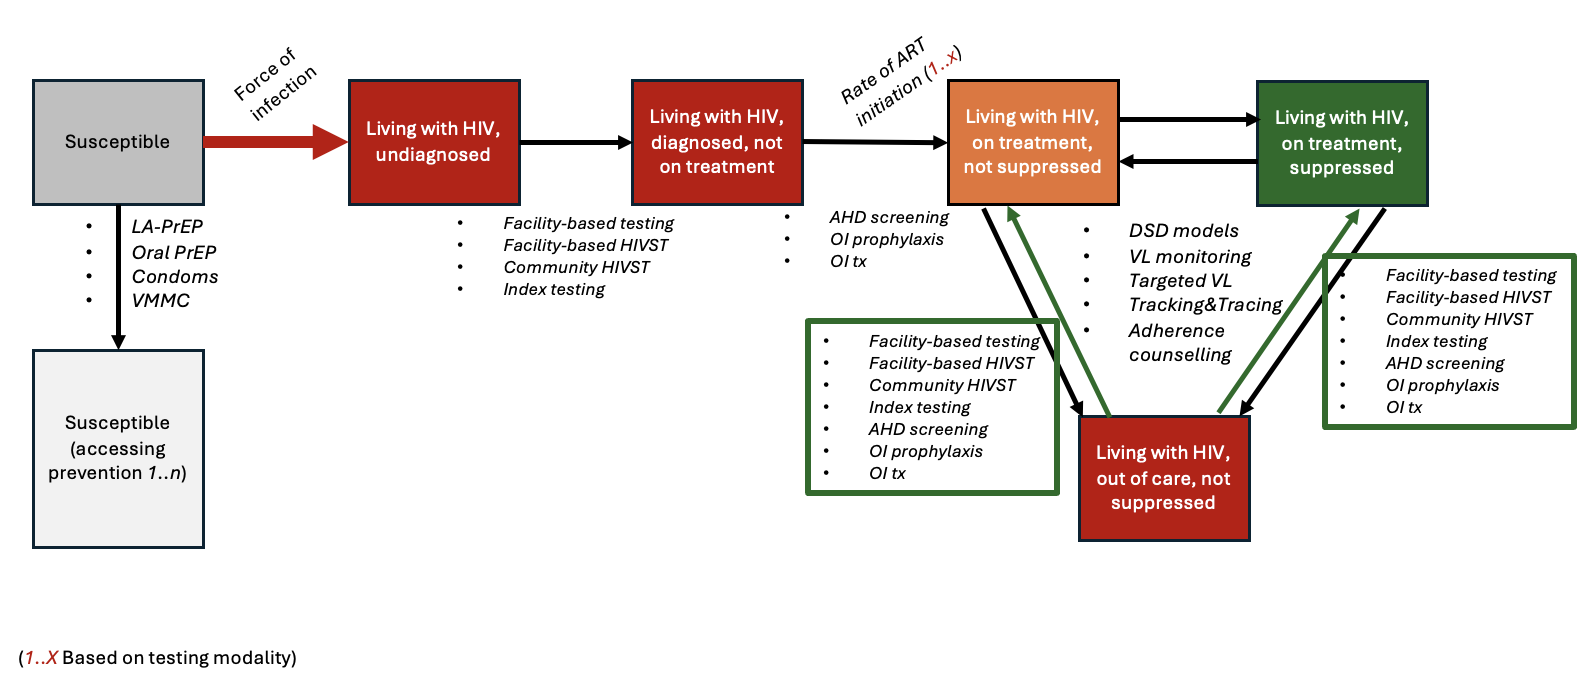 Force of
infection
Rate of ART
initiation (1..x)
Susceptible
Living with HIV,
undiagnosed
Living with HIV,
diagnosed, not
on treatment
Living with HIV,
on treatment,
not suppressed
Living with HIV,
on treatment,
suppressed
• LA-PrEP
• Oral PrEP
• Condoms
• VMMC
• Facility-based testing
• Facility-based HIVST
• Community HIVST
• Index testing
• AHD screening
• OI prophylaxis
• OI tx
• DSD models
• VL monitoring
• Targeted VL
• Tracking&Tracing
• Adherence
counselling
• Facility-based testing
• Facility-based HIVST
• Community HIVST
• Index testing
• AHD screening
• OI prophylaxis
• OI tx
• Facility-based testing
• Facility-based HIVST
• Community HIVST
• Index testing
• AHD screening
• OI prophylaxis
• OI tx
Susceptible
(accessing
prevention 1..n)
Living with HIV,
out of care, not
suppressed
(1..X Based on testing modality)